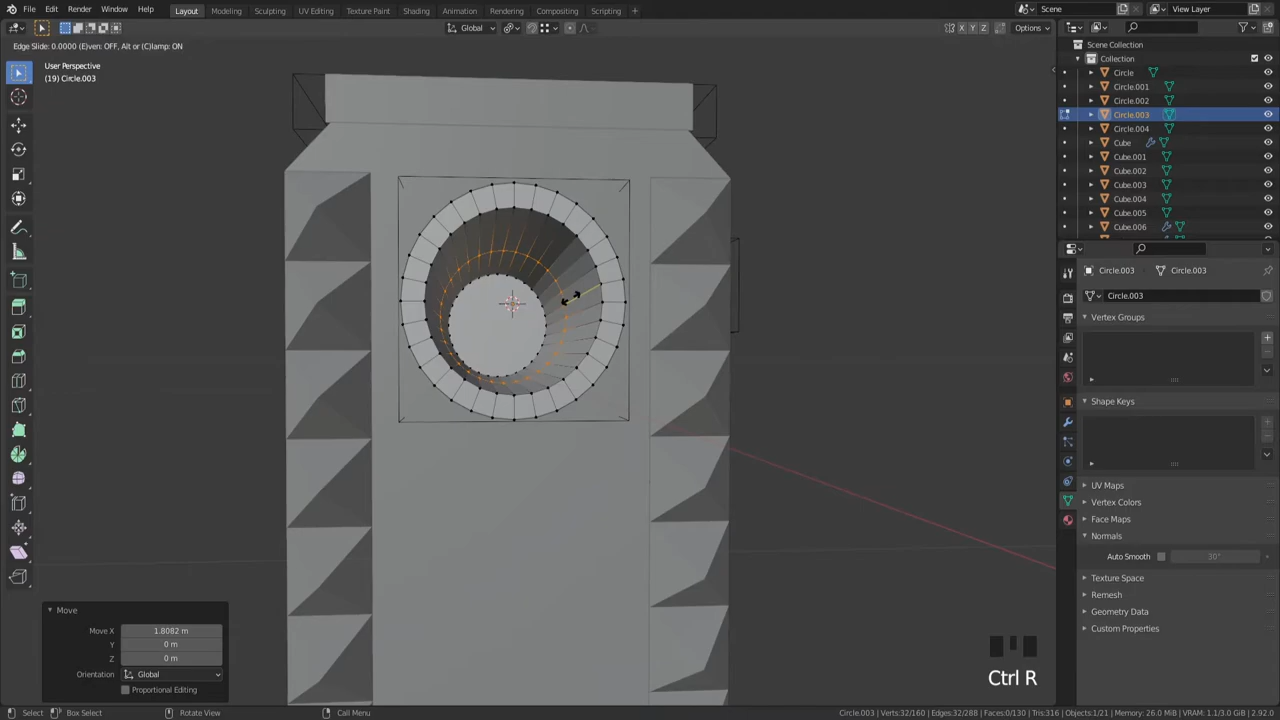 File Edit Render Window Help Layout Modeling Sculpting UV Editing Texture Paint Shading Animation Rendering Compositing Scripting + Scene View Layer
Global X Y Z Options
Edge Slide: 0.0000 (E)ven: OFF, Alt or (C)lamp: ON
User Perspective
(19) Circle.003
Scene Collection
Collection
Circle
Circle.001
Circle.002
Circle.003
Circle.004
Cube
Cube.001
Cube.002
Cube.003
Cube.004
Cube.005
Cube.006
Circle.003 Circle.003
Circle.003
Vertex Groups
Shape Keys
UV Maps
Vertex Colors
Face Maps
Normals
Auto Smooth 30°
Texture Space
Remesh
Geometry Data
Custom Properties
Move
Move X 1.8082 m
Y 0 m
Z 0 m
Orientation Global
Proportional Editing
Ctrl R
Select Box Select Rotate View Call Menu Circle.003 | Verts:32/160 | Edges:32/288 | Faces:0/130 | Tris:316 | Objects:1/21 | Memory: 26.0 MiB | VRAM: 1.1/3.0 GiB | 2.92.0